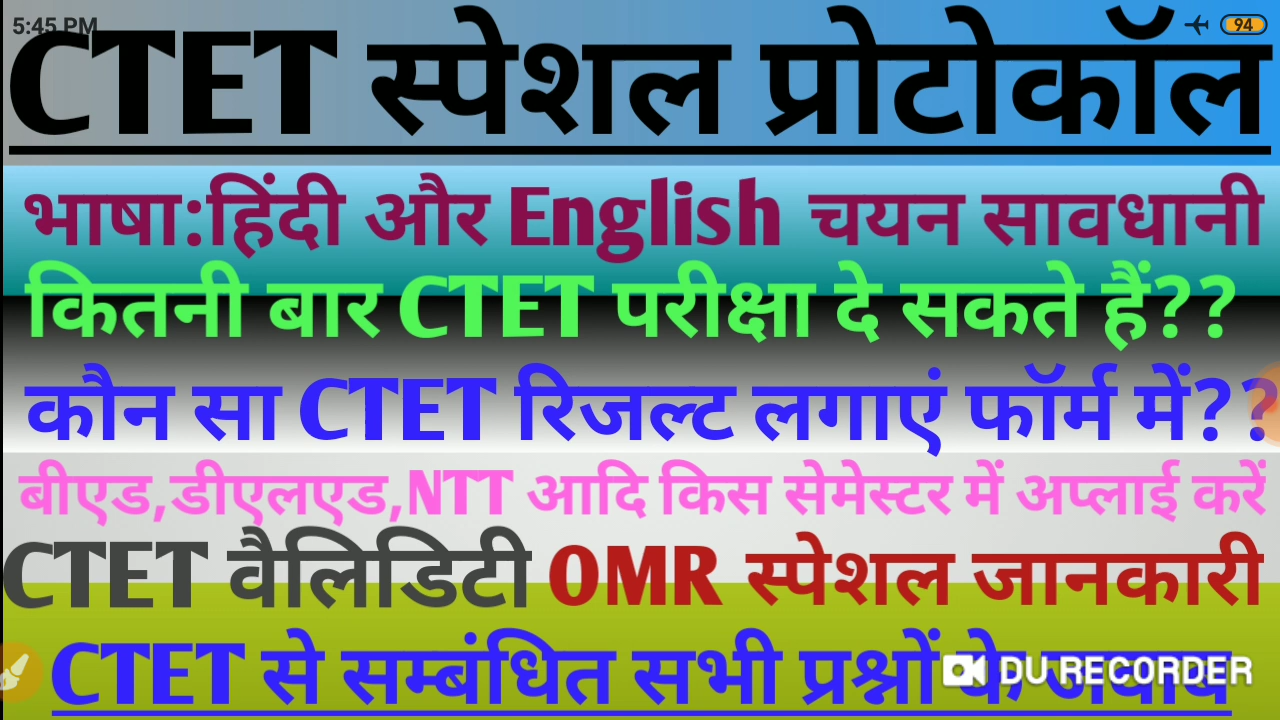 5:45 PM 94
CTET स्पेशल प्रोटोकॉल
भाषा:हिंदी और English चयन सावधानी
कितनी बार CTET परीक्षा दे सकते हैं??
कौन सा CTET रिजल्ट लगाएं फॉर्म में??
बीएड,डीएलएड,NTT आदि किस सेमेस्टर में अप्लाई करें
CTET वैलिडिटी OMR स्पेशल जानकारी
CTET से सम्बंधित सभी प्रश्नों के जवाब
DU RECORDER